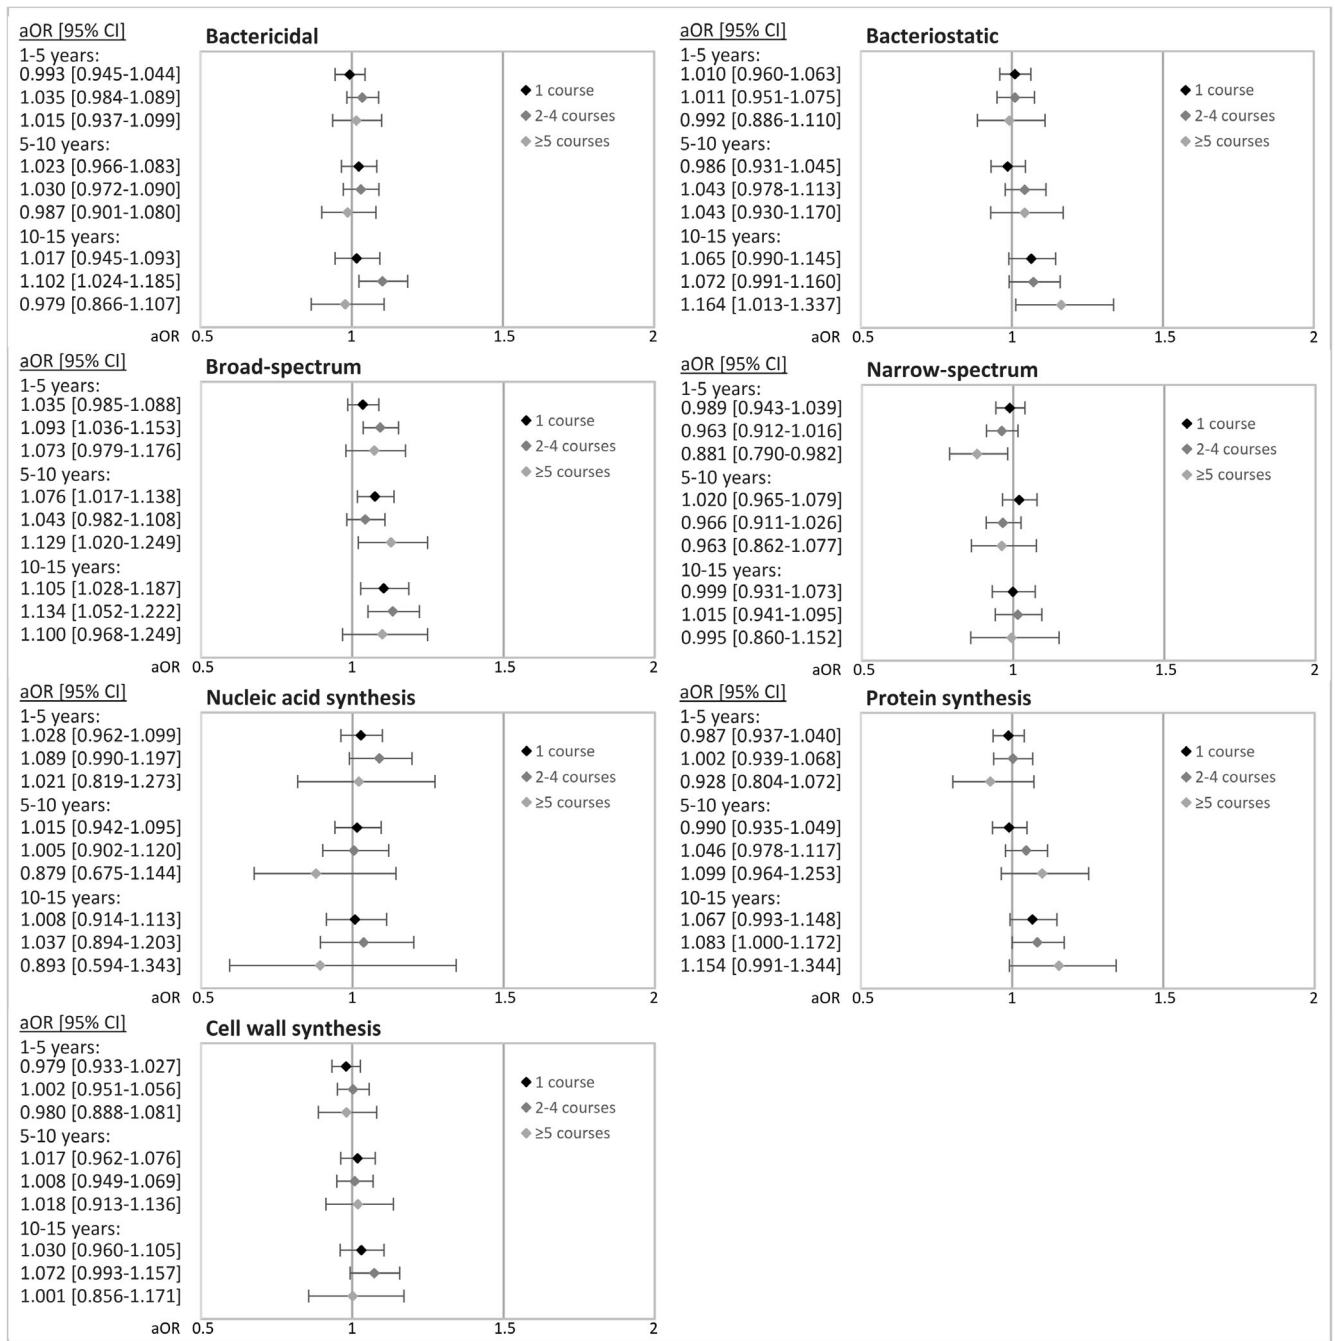 aOR [95% CI]
Bactericidal
1-5 years:
0.993 [0.945-1.044]
1.035 [0.984-1.089]
1.015 [0.937-1.099]
5-10 years:
1.023 [0.966-1.083]
1.030 [0.972-1.090]
0.987 [0.901-1.080]
10-15 years:
1.017 [0.945-1.093]
1.102 [1.024-1.185]
0.979 [0.866-1.107]
1 course
2-4 courses
≥5 courses
aOR 0.5 1 1.5 2
aOR [95% CI]
Bacteriostatic
1-5 years:
1.010 [0.960-1.063]
1.011 [0.951-1.075]
0.992 [0.886-1.110]
5-10 years:
0.986 [0.931-1.045]
1.043 [0.978-1.113]
1.043 [0.930-1.170]
10-15 years:
1.065 [0.990-1.145]
1.072 [0.991-1.160]
1.164 [1.013-1.337]
1 course
2-4 courses
≥5 courses
aOR 0.5 1 1.5 2
aOR [95% CI]
Broad-spectrum
1-5 years:
1.035 [0.985-1.088]
1.093 [1.036-1.153]
1.073 [0.979-1.176]
5-10 years:
1.076 [1.017-1.138]
1.043 [0.982-1.108]
1.129 [1.020-1.249]
10-15 years:
1.105 [1.028-1.187]
1.134 [1.052-1.222]
1.100 [0.968-1.249]
1 course
2-4 courses
≥5 courses
aOR 0.5 1 1.5 2
aOR [95% CI]
Narrow-spectrum
1-5 years:
0.989 [0.943-1.039]
0.963 [0.912-1.016]
0.881 [0.790-0.982]
5-10 years:
1.020 [0.965-1.079]
0.966 [0.911-1.026]
0.963 [0.862-1.077]
10-15 years:
0.999 [0.931-1.073]
1.015 [0.941-1.095]
0.995 [0.860-1.152]
1 course
2-4 courses
≥5 courses
aOR 0.5 1 1.5 2
aOR [95% CI]
Nucleic acid synthesis
1-5 years:
1.028 [0.962-1.099]
1.089 [0.990-1.197]
1.021 [0.819-1.273]
5-10 years:
1.015 [0.942-1.095]
1.005 [0.902-1.120]
0.879 [0.675-1.144]
10-15 years:
1.008 [0.914-1.113]
1.037 [0.894-1.203]
0.893 [0.594-1.343]
1 course
2-4 courses
≥5 courses
aOR 0.5 1 1.5 2
aOR [95% CI]
Protein synthesis
1-5 years:
0.987 [0.937-1.040]
1.002 [0.939-1.068]
0.928 [0.804-1.072]
5-10 years:
0.990 [0.935-1.049]
1.046 [0.978-1.117]
1.099 [0.964-1.253]
10-15 years:
1.067 [0.993-1.148]
1.083 [1.000-1.172]
1.154 [0.991-1.344]
1 course
2-4 courses
≥5 courses
aOR 0.5 1 1.5 2
aOR [95% CI]
Cell wall synthesis
1-5 years:
0.979 [0.933-1.027]
1.002 [0.951-1.056]
0.980 [0.888-1.081]
5-10 years:
1.017 [0.962-1.076]
1.008 [0.949-1.069]
1.018 [0.913-1.136]
10-15 years:
1.030 [0.960-1.105]
1.072 [0.993-1.157]
1.001 [0.856-1.171]
1 course
2-4 courses
≥5 courses
aOR 0.5 1 1.5 2